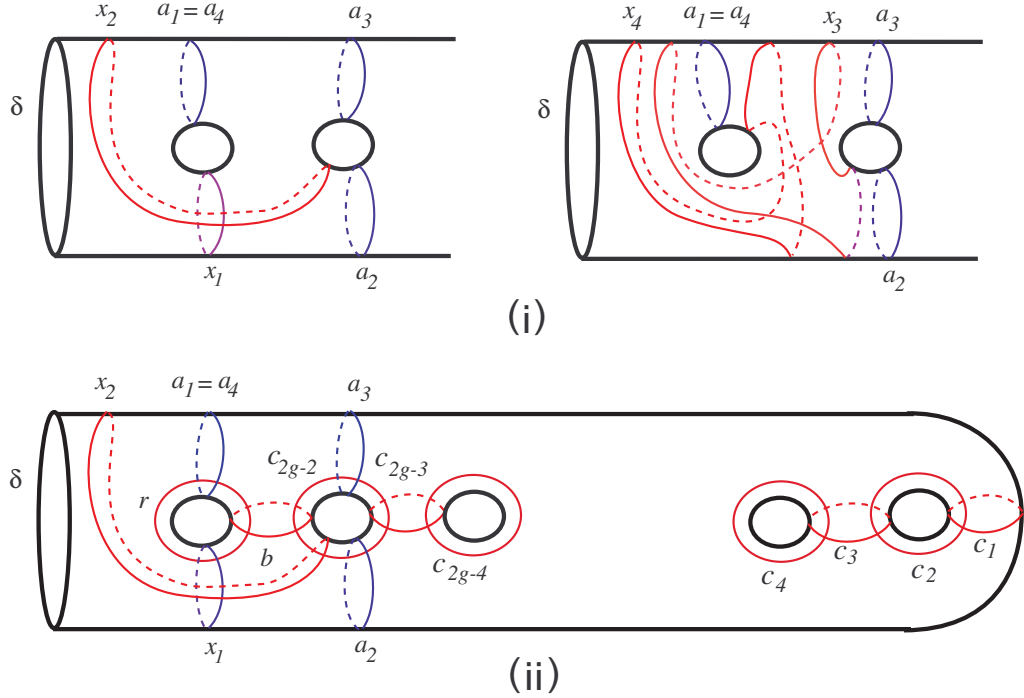 x2 a1 = a4 a3
δ
x1 a2
x4 a1 = a4 x3 a3
δ
a2
(i)
x2 a1 = a4 a3
δ
r c2g-2 c2g-3
b c2g-4
c4 c3 c2 c1
x1 a2
(ii)